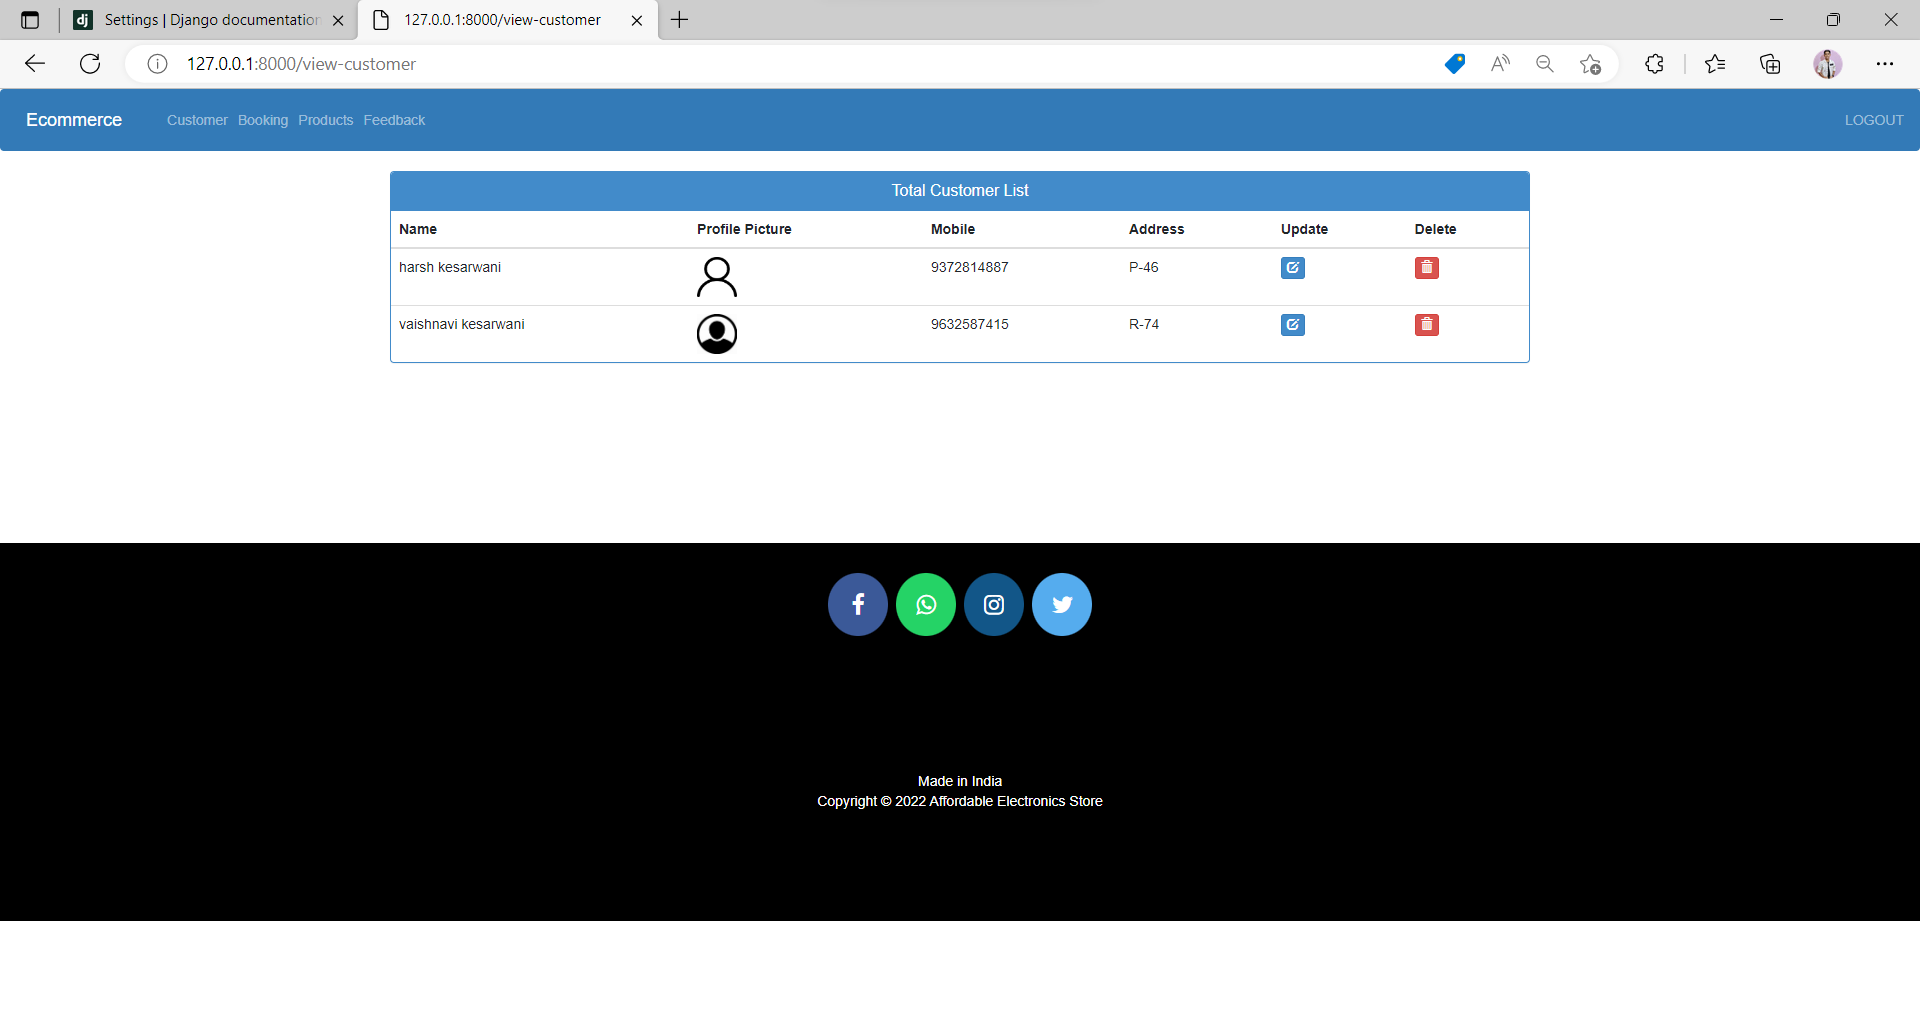 Settings | Django documentation
127.0.0.1:8000/view-customer
127.0.0.1:8000/view-customer
Ecommerce Customer Booking Products Feedback LOGOUT
Total Customer List
Name Profile Picture Mobile Address Update Delete
harsh kesarwani 9372814887 P-46
vaishnavi kesarwani 9632587415 R-74
Made in India
Copyright © 2022 Affordable Electronics Store